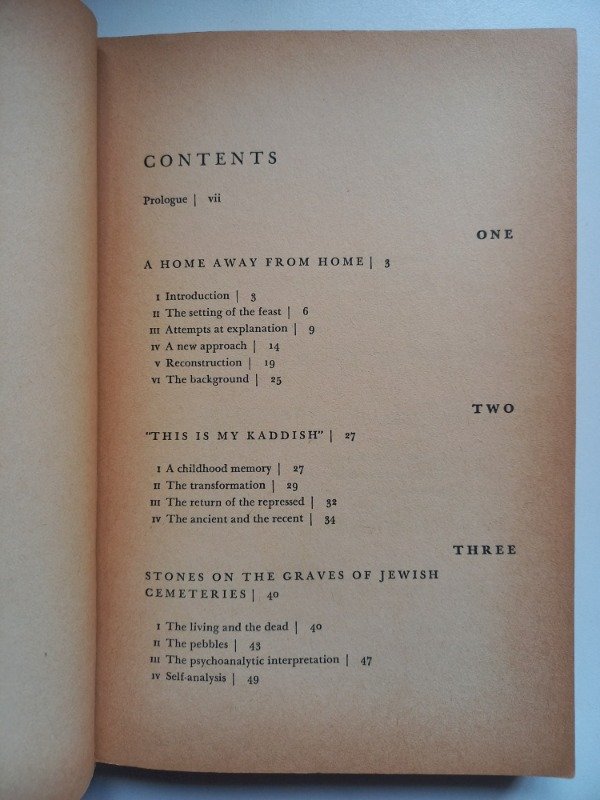 CONTENTS
Prologue | vii
ONE
A HOME AWAY FROM HOME | 3
I Introduction | 3
II The setting of the feast | 6
III Attempts at explanation | 9
IV A new approach | 14
V Reconstruction | 19
VI The background | 25
TWO
"THIS IS MY KADDISH" | 27
I A childhood memory | 27
II The transformation | 29
III The return of the repressed | 32
IV The ancient and the recent | 34
THREE
STONES ON THE GRAVES OF JEWISH
CEMETERIES | 40
I The living and the dead | 40
II The pebbles | 43
III The psychoanalytic interpretation | 47
IV Self-analysis | 49